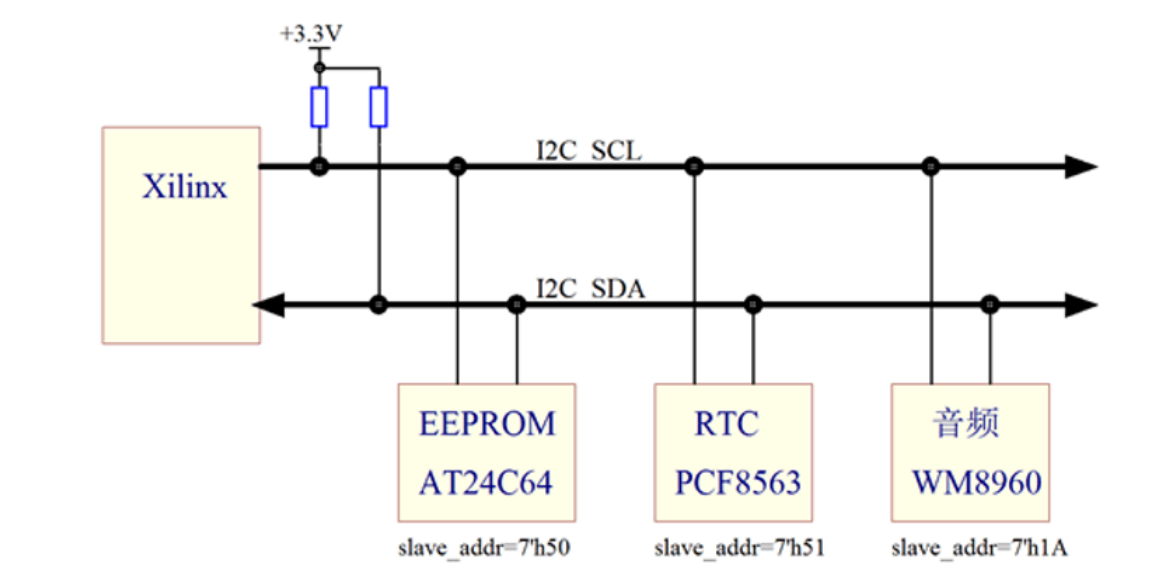 +3.3V
I2C SCL
Xilinx
I2C SDA
EEPROM
AT24C64
slave_addr=7'h50
RTC
PCF8563
slave_addr=7'h51
音频
WM8960
slave_addr=7'h1A